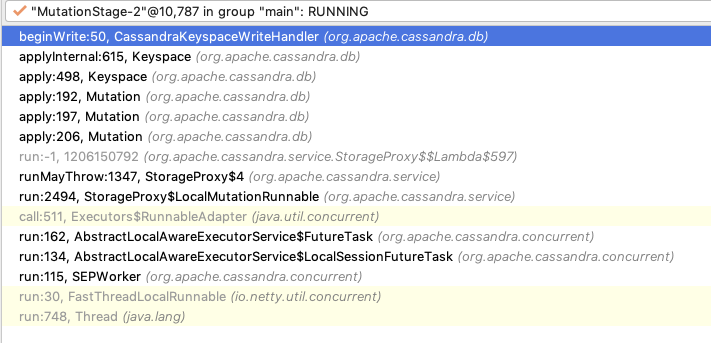 "MutationStage-2"@10,787 in group "main": RUNNING
beginWrite:50, CassandraKeyspaceWriteHandler (org.apache.cassandra.db)
applyInternal:615, Keyspace (org.apache.cassandra.db)
apply:498, Keyspace (org.apache.cassandra.db)
apply:192, Mutation (org.apache.cassandra.db)
apply:197, Mutation (org.apache.cassandra.db)
apply:206, Mutation (org.apache.cassandra.db)
run:-1, 1206150792 (org.apache.cassandra.service.StorageProxy$$Lambda$597)
runMayThrow:1347, StorageProxy$4 (org.apache.cassandra.service)
run:2494, StorageProxy$LocalMutationRunnable (org.apache.cassandra.service)
call:511, Executors$RunnableAdapter (java.util.concurrent)
run:162, AbstractLocalAwareExecutorService$FutureTask (org.apache.cassandra.concurrent)
run:134, AbstractLocalAwareExecutorService$LocalSessionFutureTask (org.apache.cassandra.concurrent)
run:115, SEPWorker (org.apache.cassandra.concurrent)
run:30, FastThreadLocalRunnable (io.netty.util.concurrent)
run:748, Thread (java.lang)